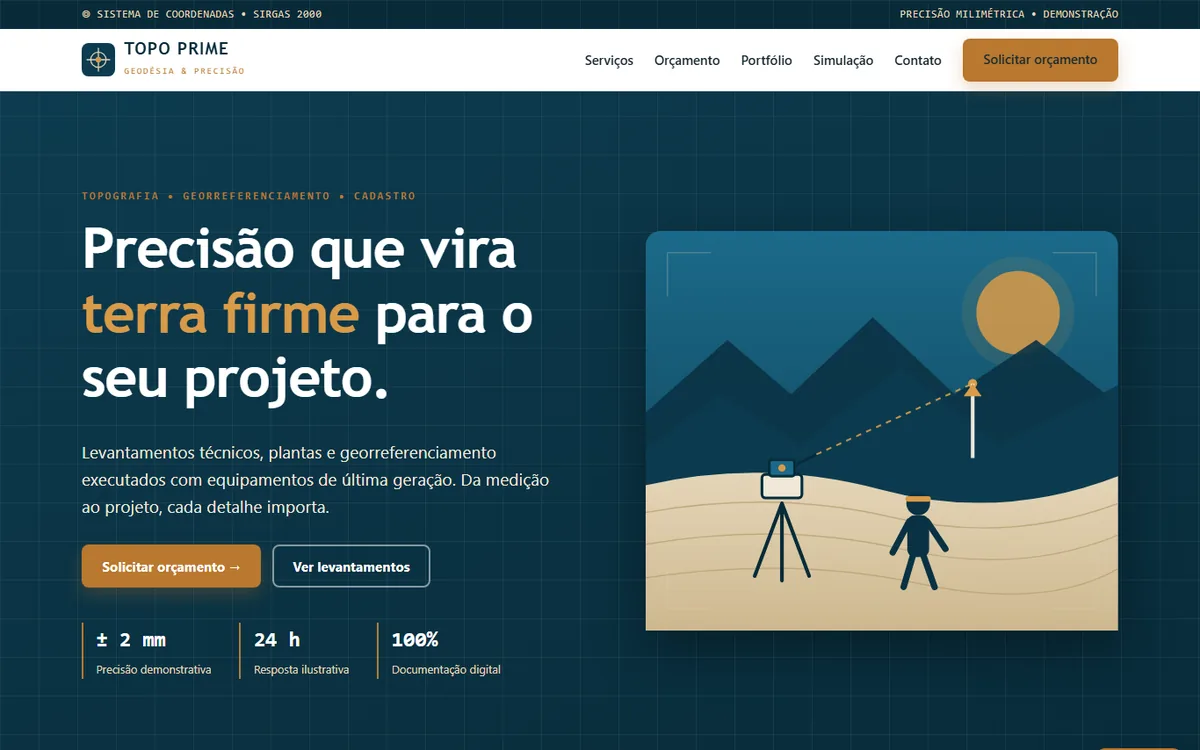 ⊕ SISTEMA DE COORDENADAS • SIRGAS 2000
PRECISÃO MILIMÉTRICA • DEMONSTRAÇÃO
TOPO PRIME
GEODÉSIA & PRECISÃO
Serviços
Orçamento
Portfólio
Simulação
Contato
Solicitar orçamento
TOPOGRAFIA • GEORREFERENCIAMENTO • CADASTRO
Precisão que vira
terra firme para o
seu projeto.
Levantamentos técnicos, plantas e georreferenciamento
executados com equipamentos de última geração. Da medição
ao projeto, cada detalhe importa.
Solicitar orçamento →
Ver levantamentos
± 2 mm
Precisão demonstrativa
24 h
Resposta ilustrativa
100%
Documentação digital